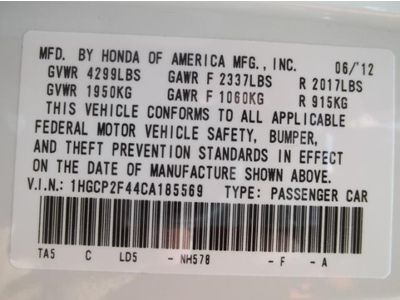 MFD. BY HONDA OF AMERICA MFG., INC. 06/'12
GVWR 4299LBS GAWR F 2337LBS R 2017LBS
GVWR 1950KG GAWR F 1060KG R 915KG
THIS VEHICLE CONFORMS TO ALL APPLICABLE
FEDERAL MOTOR VEHICLE SAFETY, BUMPER,
AND THEFT PREVENTION STANDARDS IN EFFECT
ON THE DATE OF MANUFACTURE SHOWN ABOVE.
V.I.N.: 1HGCP2F44CA185569 TYPE: PASSENGER CAR
TA5 C LD5 - NH578 - F - A